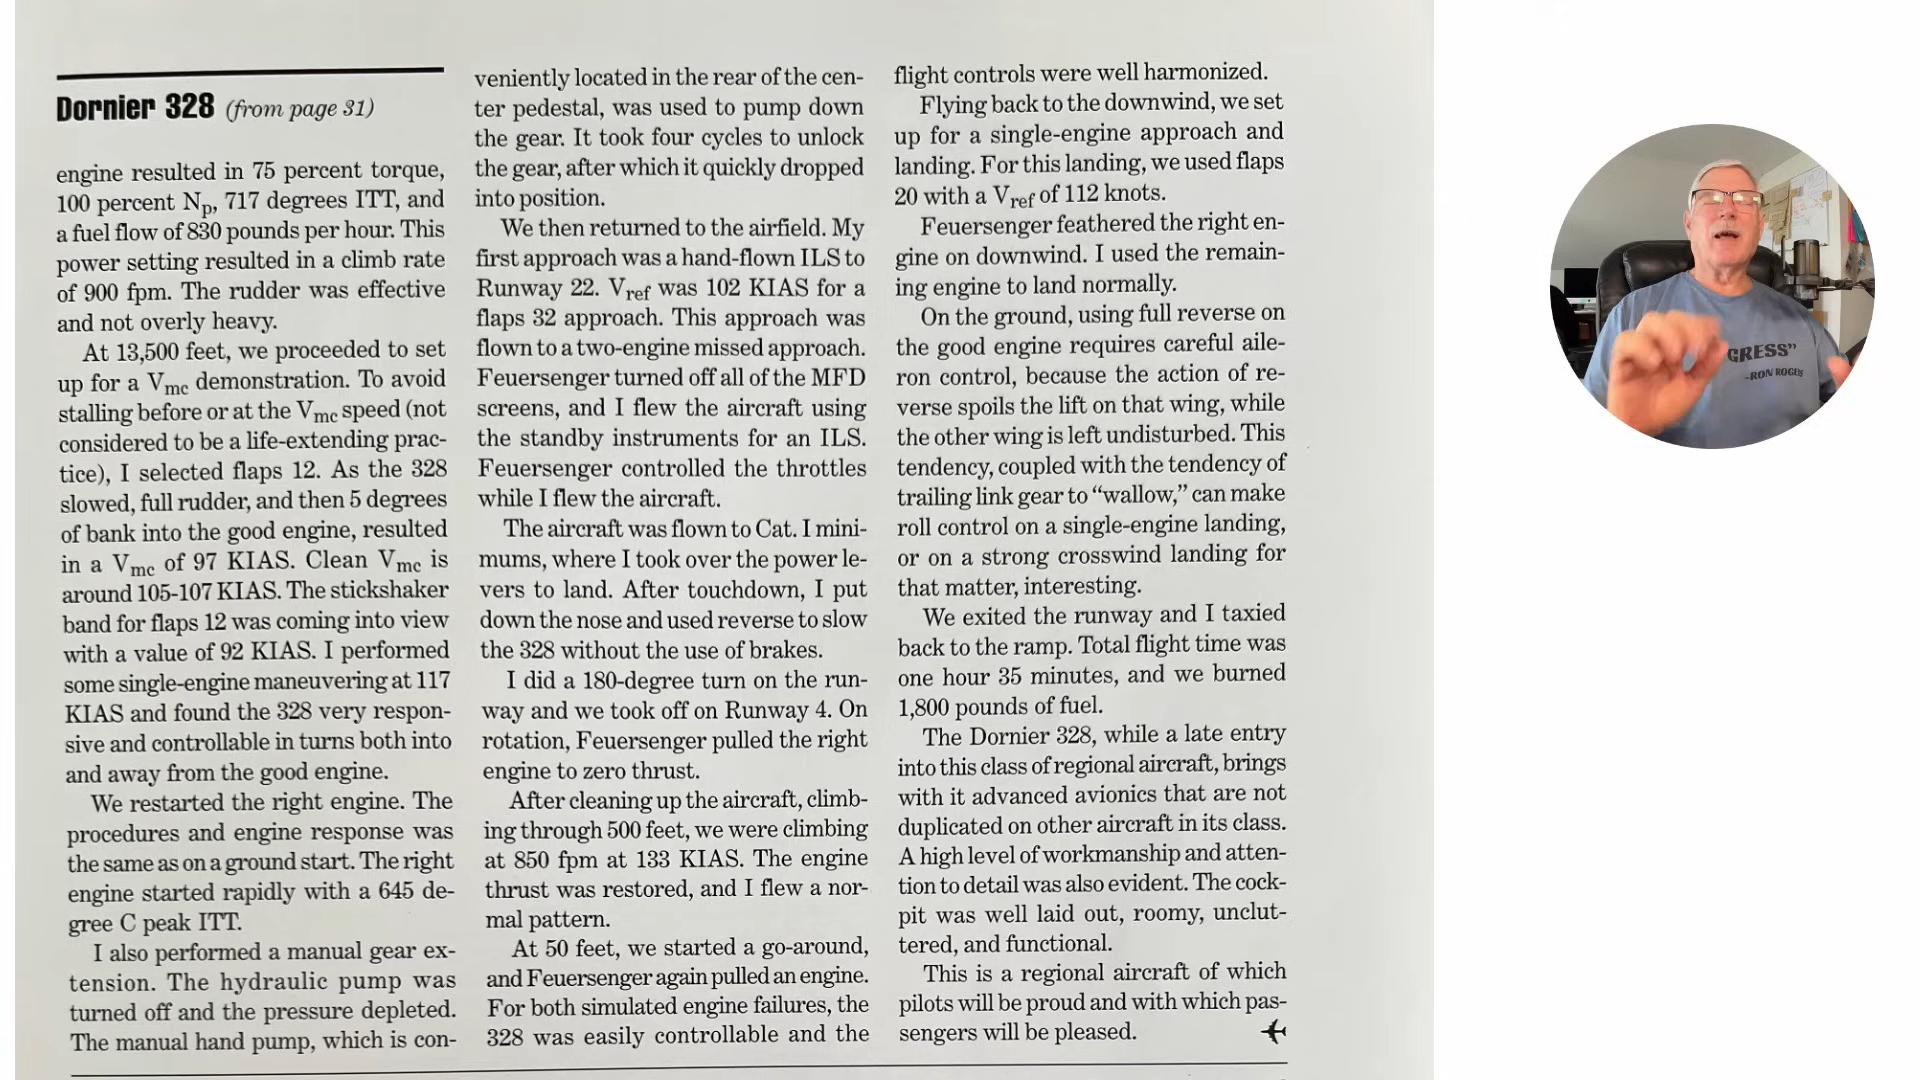 Dornier 328 (from page 31)
engine resulted in 75 percent torque,
100 percent Np, 717 degrees ITT, and
a fuel flow of 830 pounds per hour. This
power setting resulted in a climb rate
of 900 fpm. The rudder was effective
and not overly heavy.
At 13,500 feet, we proceeded to set
up for a Vmc demonstration. To avoid
stalling before or at the Vmc speed (not
considered to be a life-extending prac-
tice), I selected flaps 12. As the 328
slowed, full rudder, and then 5 degrees
of bank into the good engine, resulted
in a Vmc of 97 KIAS. Clean Vmc is
around 105-107 KIAS. The stickshaker
band for flaps 12 was coming into view
with a value of 92 KIAS. I performed
some single-engine maneuvering at 117
KIAS and found the 328 very respon-
sive and controllable in turns both into
and away from the good engine.
We restarted the right engine. The
procedures and engine response was
the same as on a ground start. The right
engine started rapidly with a 645 de-
gree C peak ITT.
I also performed a manual gear ex-
tension. The hydraulic pump was
turned off and the pressure depleted.
The manual hand pump, which is con-
veniently located in the rear of the cen-
ter pedestal, was used to pump down
the gear. It took four cycles to unlock
the gear, after which it quickly dropped
into position.
We then returned to the airfield. My
first approach was a hand-flown ILS to
Runway 22. Vref was 102 KIAS for a
flaps 32 approach. This approach was
flown to a two-engine missed approach.
Feuersenger turned off all of the MFD
screens, and I flew the aircraft using
the standby instruments for an ILS.
Feuersenger controlled the throttles
while I flew the aircraft.
The aircraft was flown to Cat. I mini-
mums, where I took over the power le-
vers to land. After touchdown, I put
down the nose and used reverse to slow
the 328 without the use of brakes.
I did a 180-degree turn on the run-
way and we took off on Runway 4. On
rotation, Feuersenger pulled the right
engine to zero thrust.
After cleaning up the aircraft, climb-
ing through 500 feet, we were climbing
at 850 fpm at 133 KIAS. The engine
thrust was restored, and I flew a nor-
mal pattern.
At 50 feet, we started a go-around,
and Feuersenger again pulled an engine.
For both simulated engine failures, the
328 was easily controllable and the
flight controls were well harmonized.
Flying back to the downwind, we set
up for a single-engine approach and
landing. For this landing, we used flaps
20 with a Vref of 112 knots.
Feuersenger feathered the right en-
gine on downwind. I used the remain-
ing engine to land normally.
On the ground, using full reverse on
the good engine requires careful aile-
ron control, because the action of re-
verse spoils the lift on that wing, while
the other wing is left undisturbed. This
tendency, coupled with the tendency of
trailing link gear to “wallow,” can make
roll control on a single-engine landing,
or on a strong crosswind landing for
that matter, interesting.
We exited the runway and I taxied
back to the ramp. Total flight time was
one hour 35 minutes, and we burned
1,800 pounds of fuel.
The Dornier 328, while a late entry
into this class of regional aircraft, brings
with it advanced avionics that are not
duplicated on other aircraft in its class.
A high level of workmanship and atten-
tion to detail was also evident. The cock-
pit was well laid out, roomy, unclut-
tered, and functional.
This is a regional aircraft of which
pilots will be proud and with which pas-
sengers will be pleased.
GRESS”
-RON ROGERS